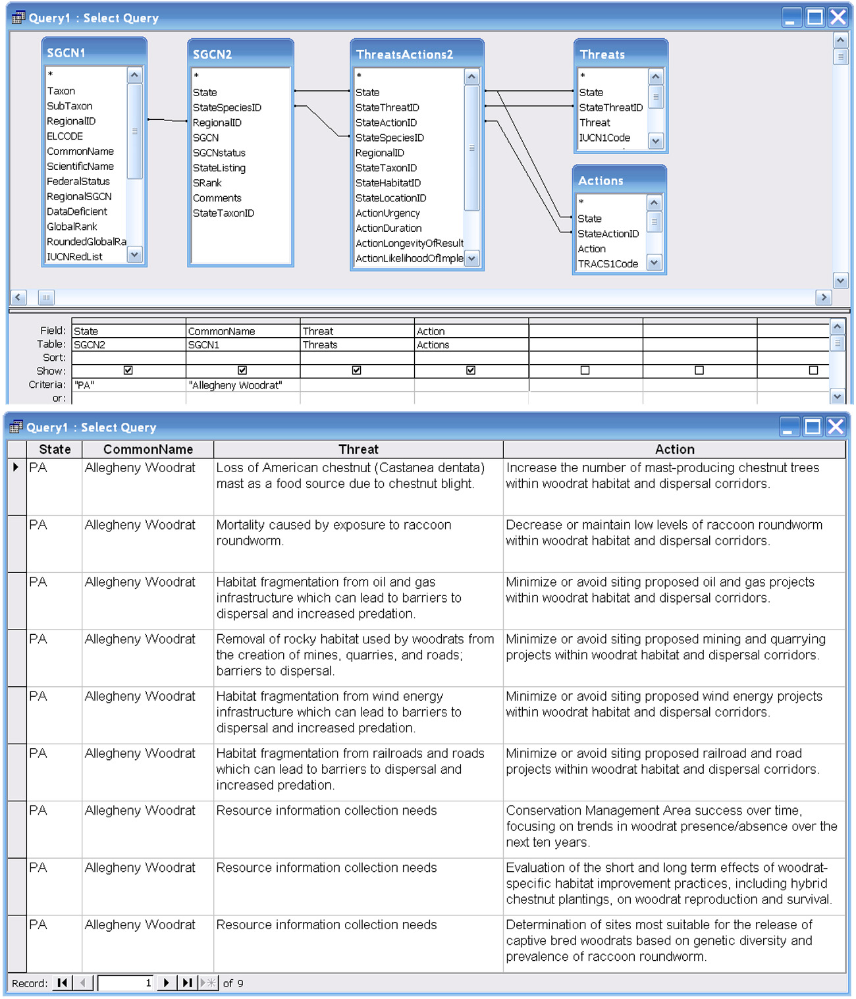 Query1 : Select Query
SGCN1
*
Taxon
SubTaxon
RegionalID
ELCODE
CommonName
ScientificName
FederalStatus
RegionalSGCN
DataDeficient
GlobalRank
RoundedGlobalRa
IUCNRedList
SGCN2
*
State
StateSpeciesID
RegionalID
SGCN
SGCNstatus
StateListing
SRank
Comments
StateTaxonID
ThreatsActions2
*
State
StateThreatID
StateActionID
StateSpeciesID
RegionalID
StateTaxonID
StateHabitatID
StateLocationID
ActionUrgency
ActionDuration
ActionLongevityOfResult
ActionLikelihoodOfImple
Threats
*
State
StateThreatID
Threat
IUCN1Code
Actions
*
State
StateActionID
Action
TRACS1Code
Field: State CommonName Threat Action
Table: SGCN2 SGCN1 Threats Actions
Sort:
Show:
Criteria: "PA" "Allegheny Woodrat"
or:
Query1 : Select Query
State CommonName Threat Action
PA Allegheny Woodrat Loss of American chestnut (Castanea dentata) Increase the number of mast-producing chestnut trees
mast as a food source due to chestnut blight. within woodrat habitat and dispersal corridors.
PA Allegheny Woodrat Mortality caused by exposure to raccoon Decrease or maintain low levels of raccoon roundworm
roundworm. within woodrat habitat and dispersal corridors.
PA Allegheny Woodrat Habitat fragmentation from oil and gas Minimize or avoid siting proposed oil and gas projects
infrastructure which can lead to barriers to within woodrat habitat and dispersal corridors.
dispersal and increased predation.
PA Allegheny Woodrat Removal of rocky habitat used by woodrats from Minimize or avoid siting proposed mining and quarrying
the creation of mines, quarries, and roads; projects within woodrat habitat and dispersal corridors.
barriers to dispersal.
PA Allegheny Woodrat Habitat fragmentation from wind energy Minimize or avoid siting proposed wind energy projects
infrastructure which can lead to barriers to within woodrat habitat and dispersal corridors.
dispersal and increased predation.
PA Allegheny Woodrat Habitat fragmentation from railroads and roads Minimize or avoid siting proposed railroad and road
which can lead to barriers to dispersal and projects within woodrat habitat and dispersal corridors.
increased predation.
PA Allegheny Woodrat Resource information collection needs Conservation Management Area success over time,
focusing on trends in woodrat presence/absence over the
next ten years.
PA Allegheny Woodrat Resource information collection needs Evaluation of the short and long term effects of woodrat-
specific habitat improvement practices, including hybrid
chestnut plantings, on woodrat reproduction and survival.
PA Allegheny Woodrat Resource information collection needs Determination of sites most suitable for the release of
captive bred woodrats based on genetic diversity and
prevalence of raccoon roundworm.
Record: 1 of 9